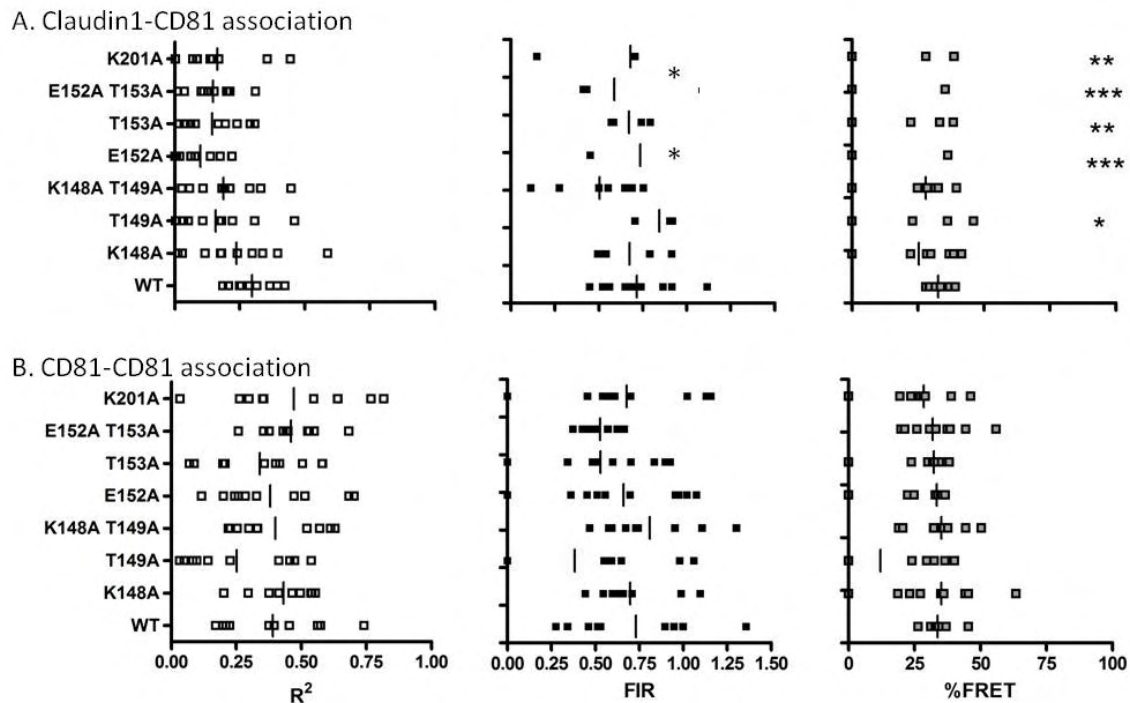 A. Claudin1-CD81 association
K201A
E152A T153A
T153A
E152A
K148A T149A
T149A
K148A
WT
*
*
**
***
**
***
*
B. CD81-CD81 association
K201A
E152A T153A
T153A
E152A
K148A T149A
T149A
K148A
WT
0.00 0.25 0.50 0.75 1.00
R²
0.00 0.25 0.50 0.75 1.00 1.25 1.50
FIR
0 25 50 75 100
%FRET